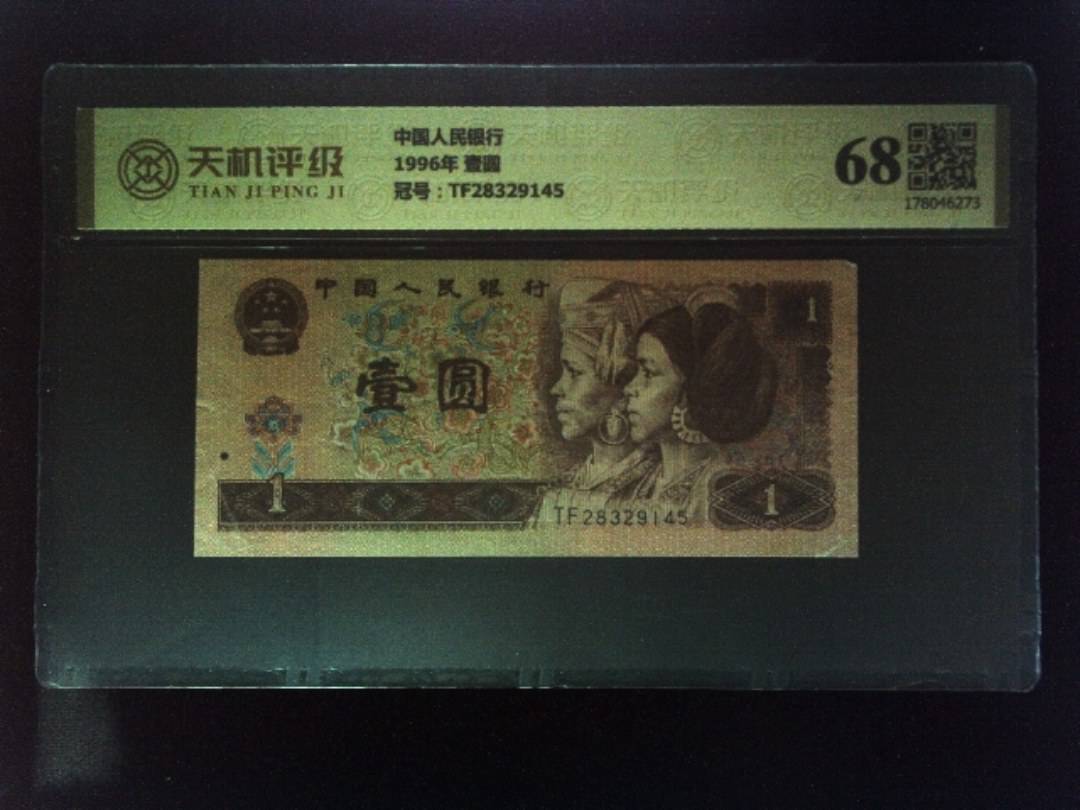 天机评级
TIAN JI PING JI
中国人民银行
1996年 壹圆
冠号：TF28329145
68
178046273
中国人民银行
壹圆
1
1
1
TF28329145